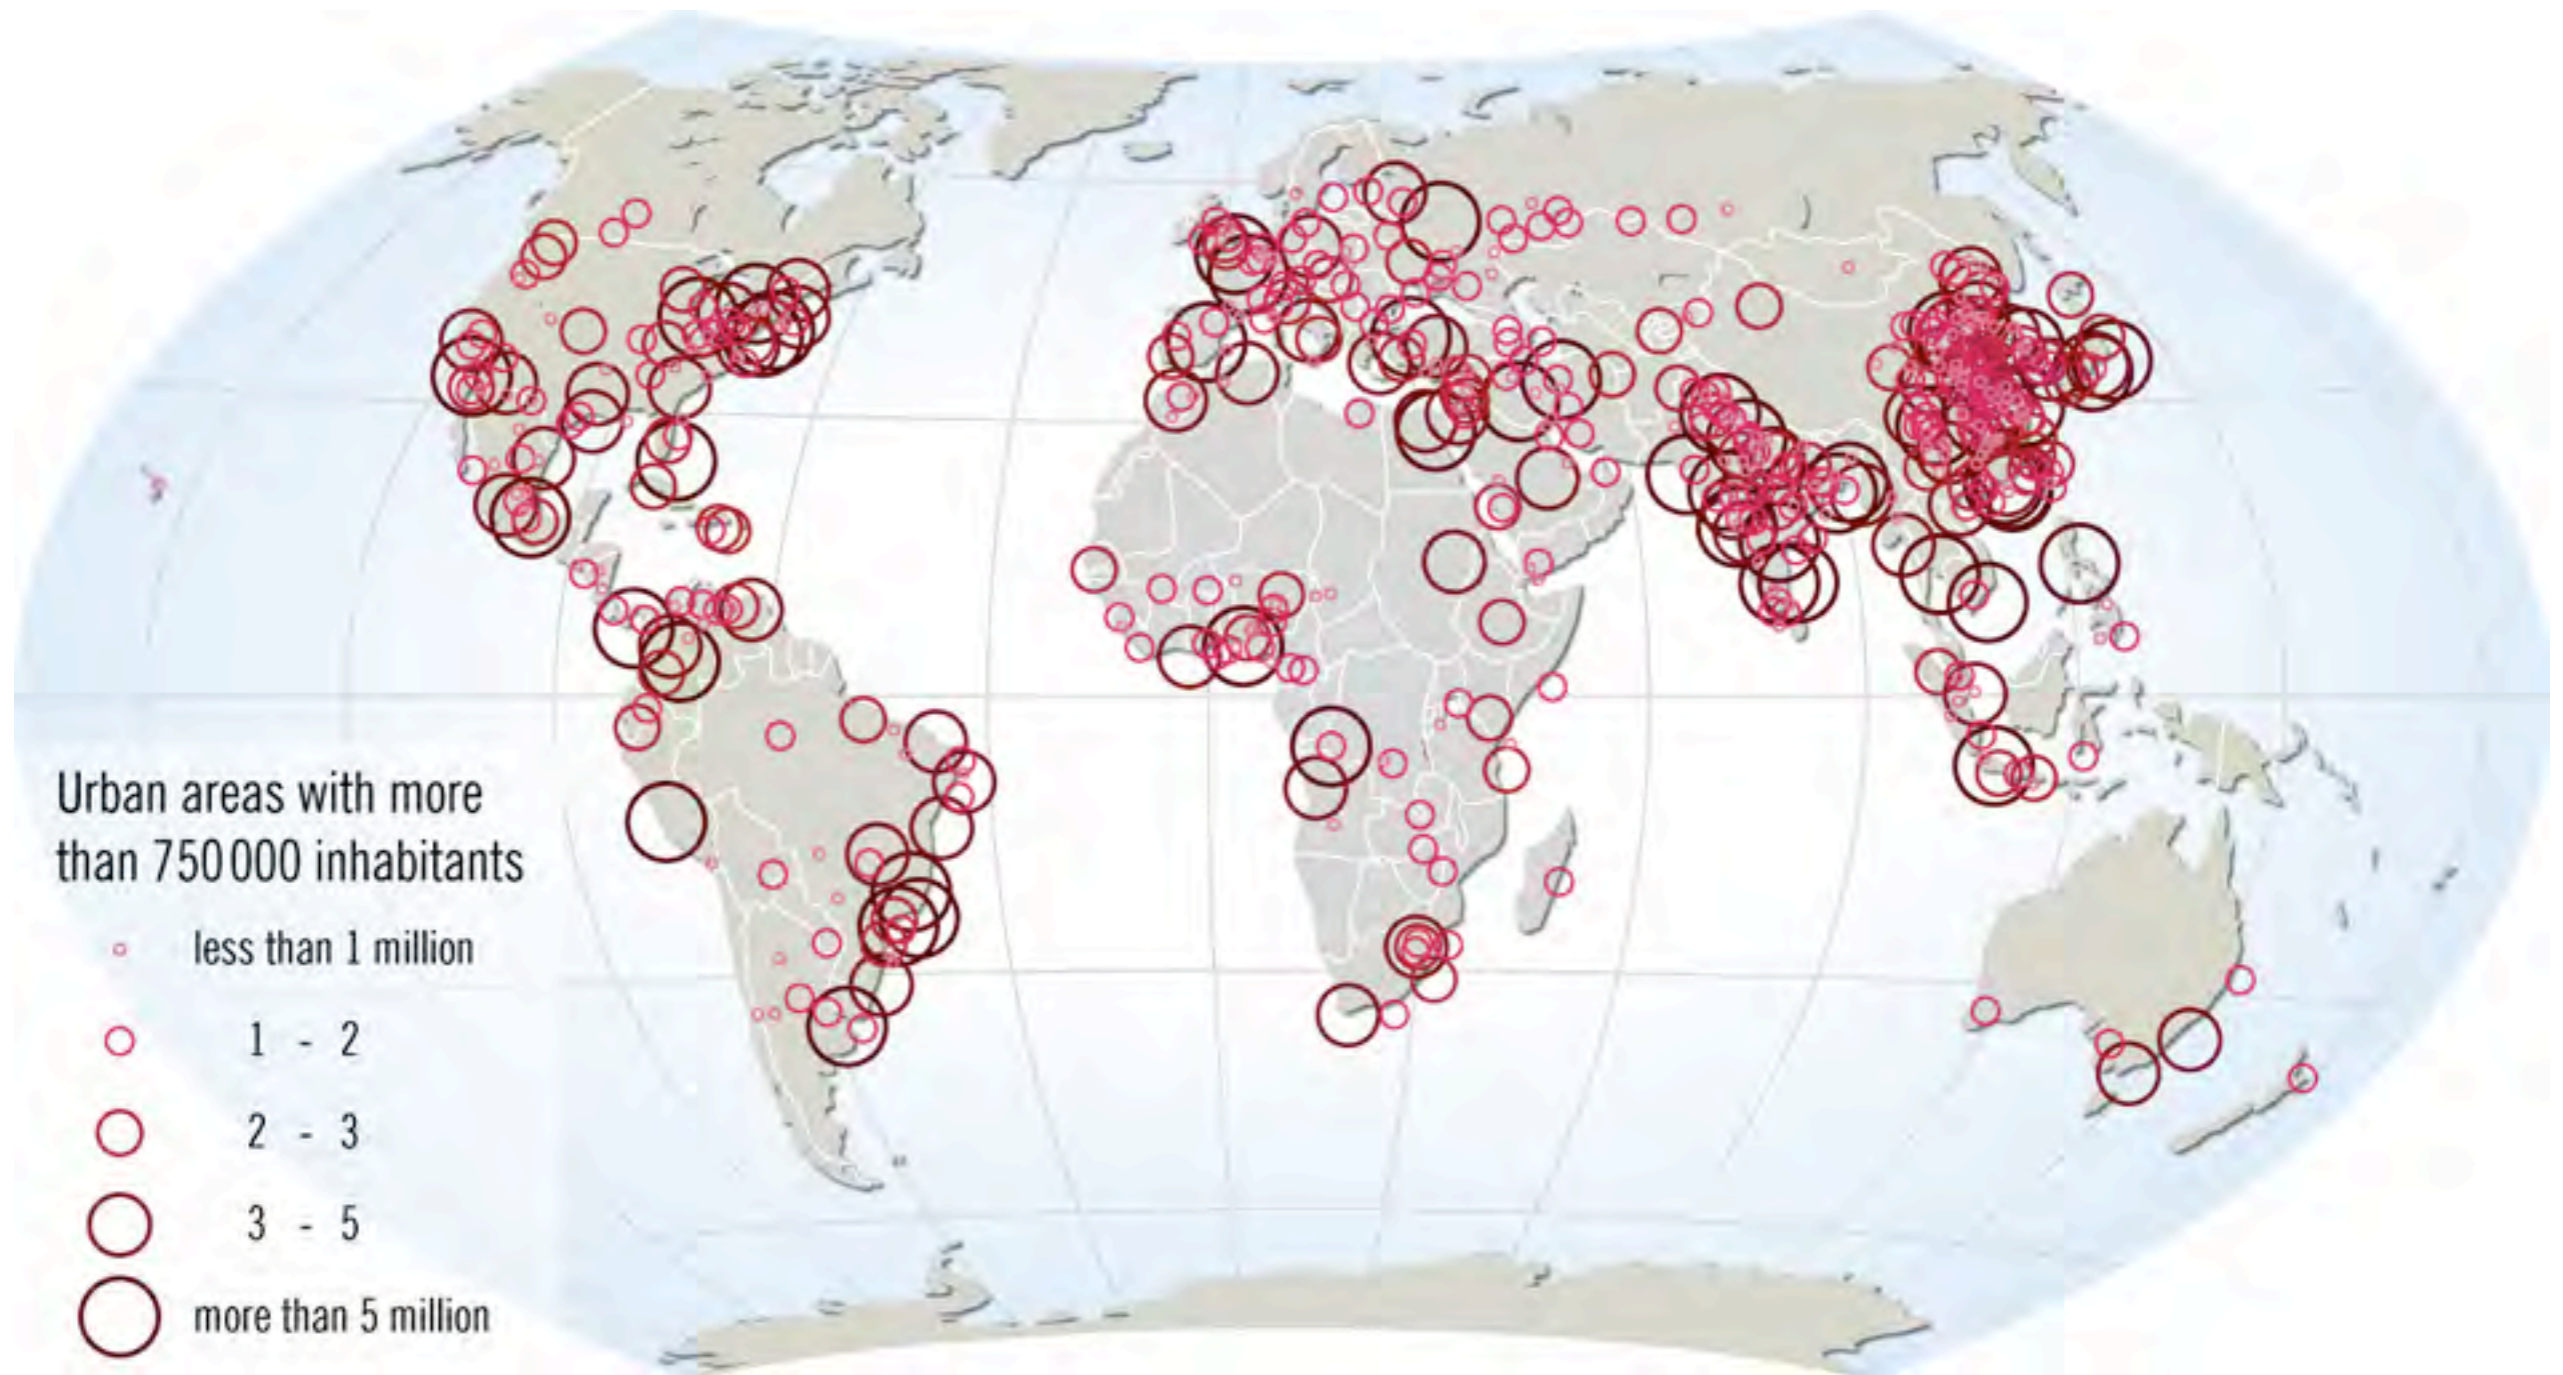 Urban areas with more
than 750 000 inhabitants
less than 1 million
1 - 2
2 - 3
3 - 5
more than 5 million